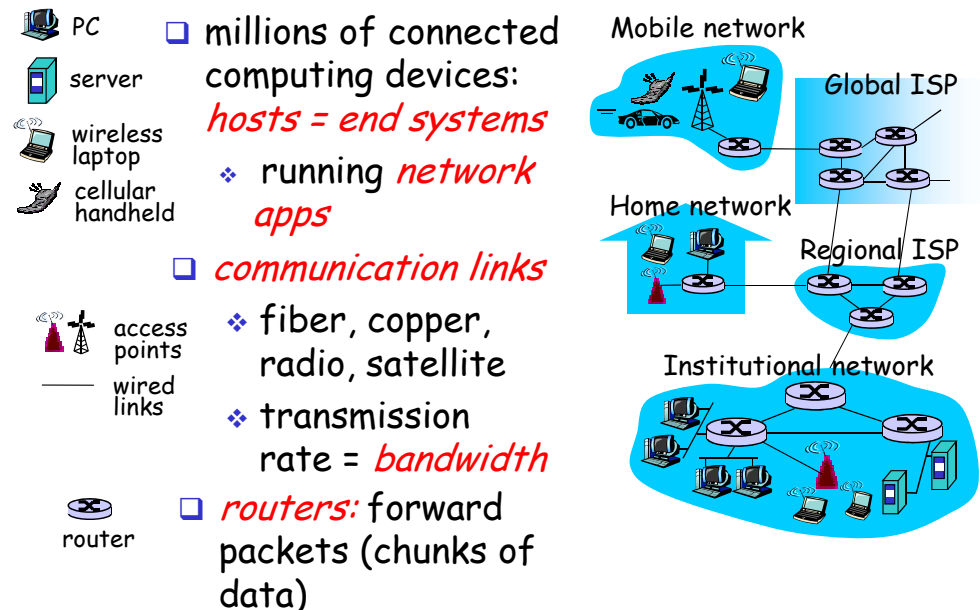 PC
server
wireless
laptop
cellular
handheld
access
points
wired
links
router
❑ millions of connected
computing devices:
hosts = end systems
❖ running network
apps
❑ communication links
❖ fiber, copper,
radio, satellite
❖ transmission
rate = bandwidth
❑ routers: forward
packets (chunks of
data)
Mobile network
Global ISP
Home network
Regional ISP
Institutional network